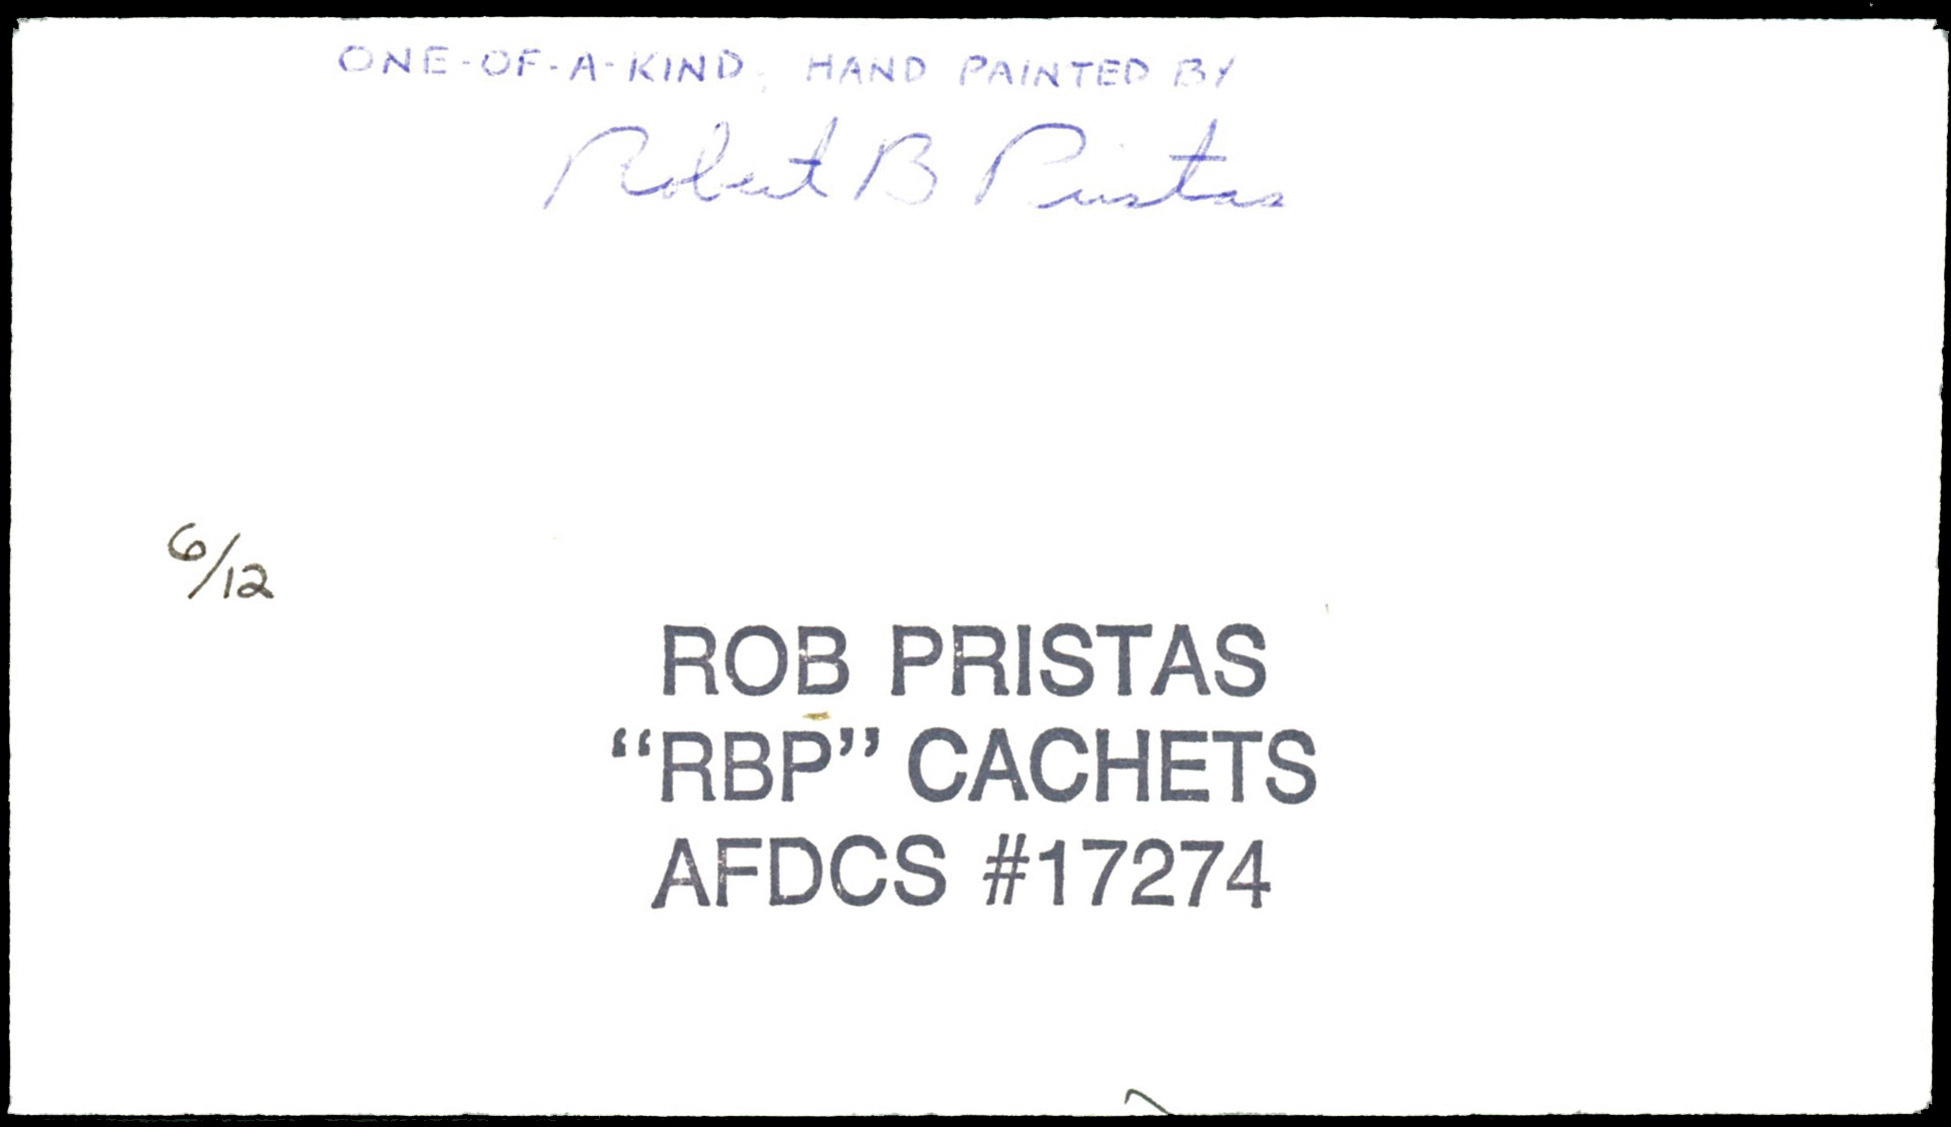 ONE-OF-A-KIND, HAND PAINTED BY
Robert B Pristas
6/12
ROB PRISTAS
“RBP” CACHETS
AFDCS #17274